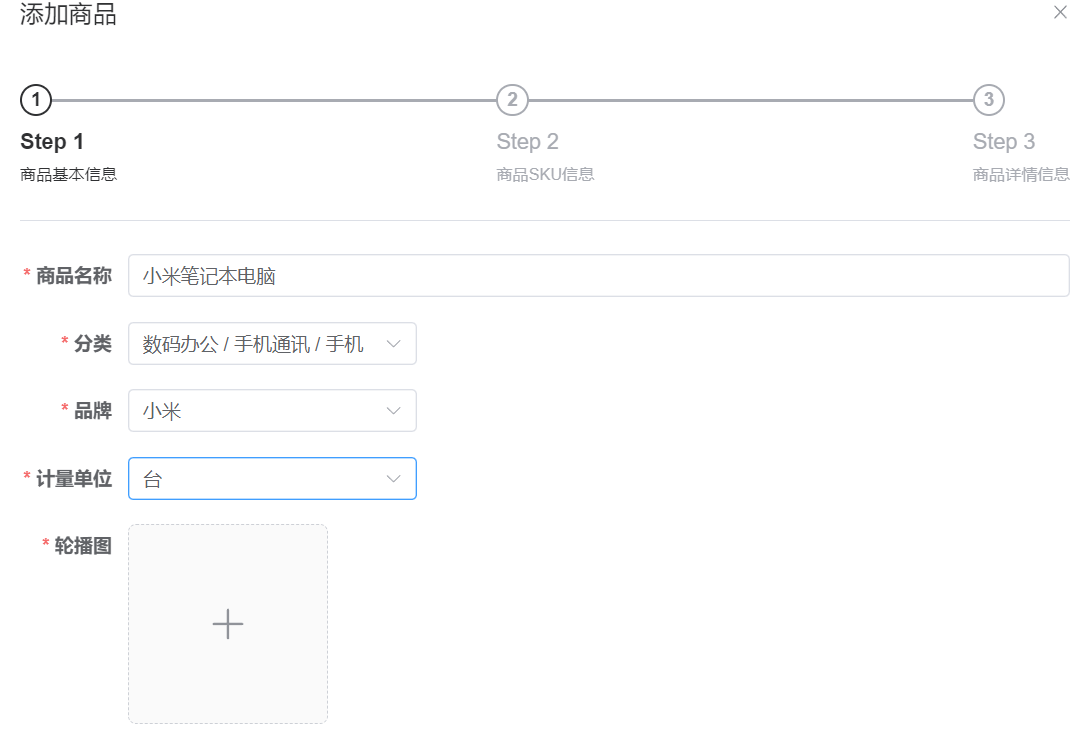 添加商品
1 2 3
Step 1 Step 2 Step 3
商品基本信息 商品SKU信息 商品详情信息
* 商品名称 小米笔记本电脑
* 分类 数码办公 / 手机通讯 / 手机
* 品牌 小米
* 计量单位 台
* 轮播图